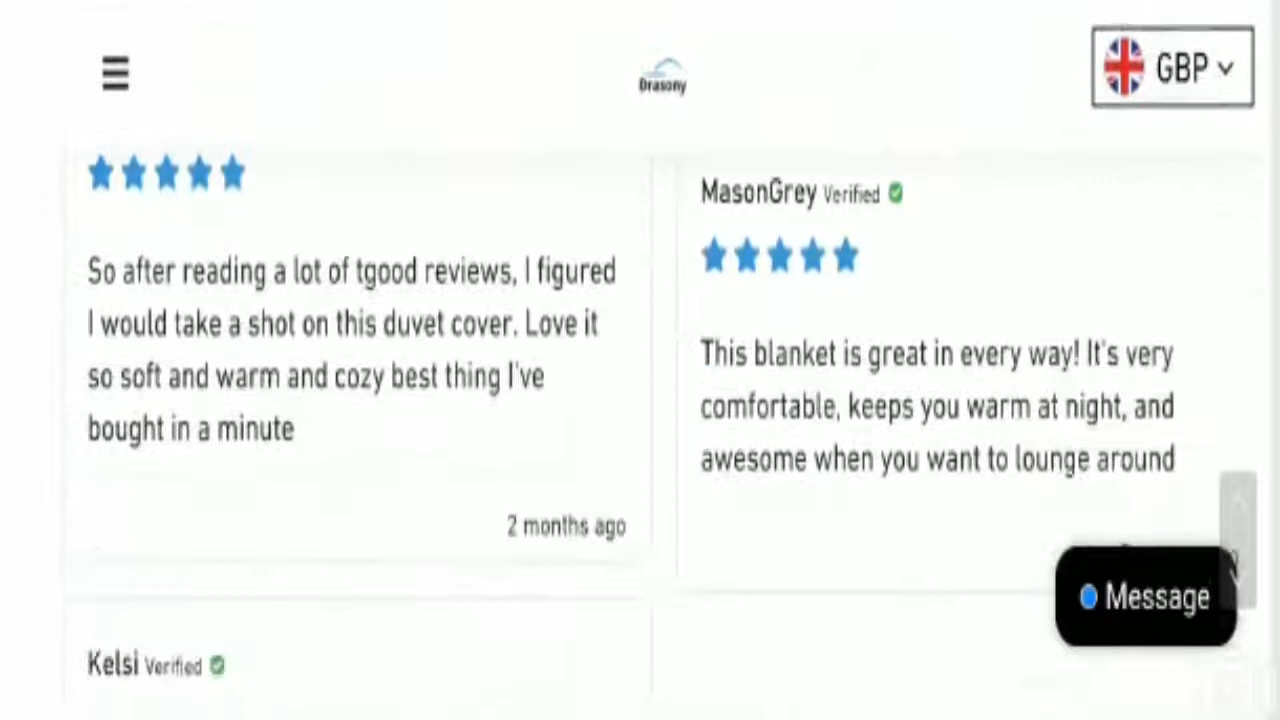 Drasony
GBP
So after reading a lot of tgood reviews, I figured
I would take a shot on this duvet cover. Love it
so soft and warm and cozy best thing I've
bought in a minute
2 months ago
MasonGrey Verified
This blanket is great in every way! It's very
comfortable, keeps you warm at night, and
awesome when you want to lounge around
Message
Kelsi Verified